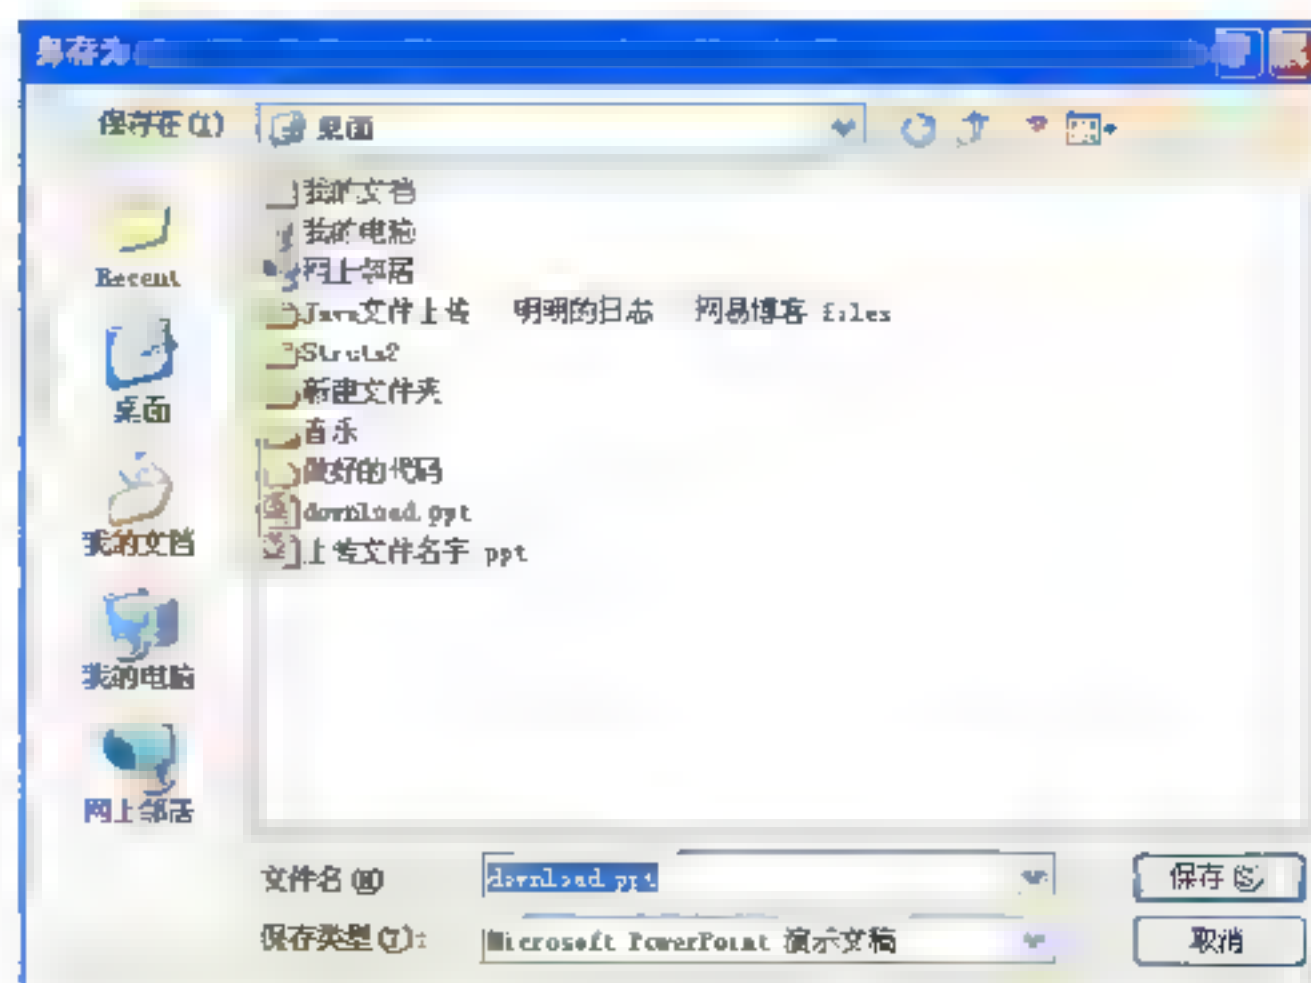 另存为
保存在(I) 桌面
我的文档
我的电脑
网上邻居
Java文件上传 明明的日志 网易博客 files
Struts2
新建文件夹
音乐
做好的代码
download.ppt
上传文件名字 ppt
Recent
桌面
我的文档
我的电脑
网上邻居
文件名(N) download.ppt 保存(S)
保存类型(T): Microsoft PowerPoint 演示文稿 取消